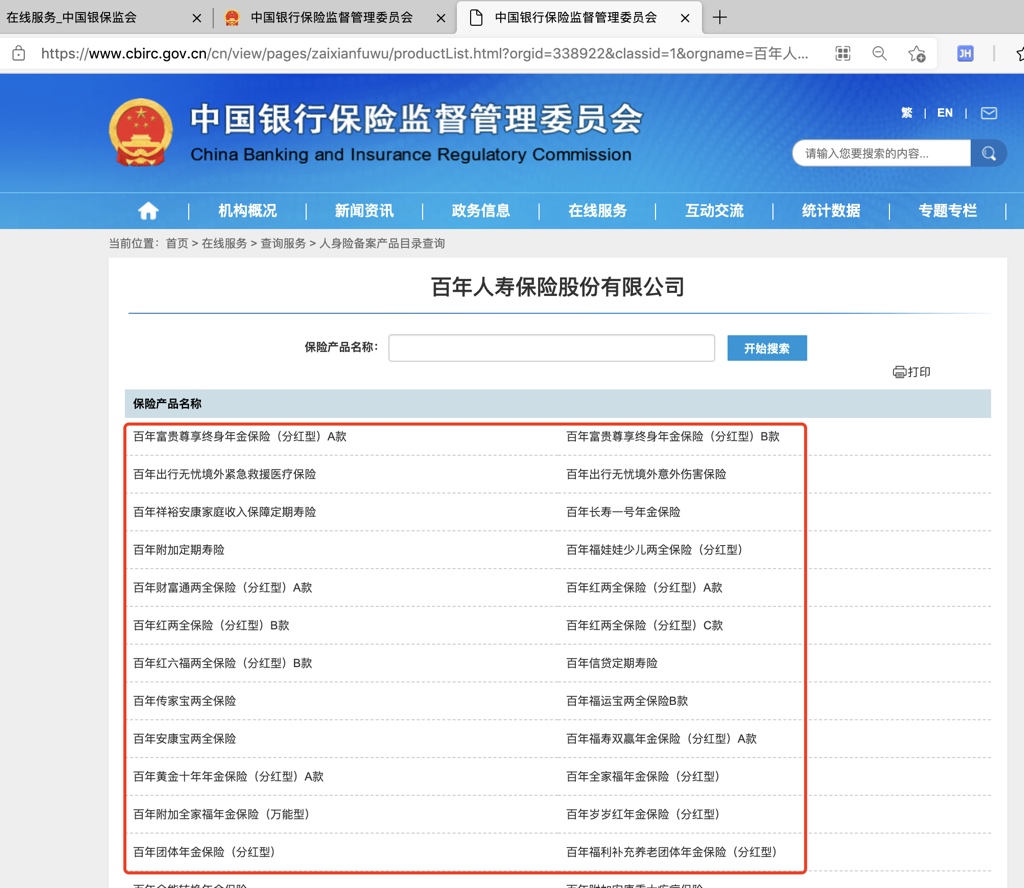 在线服务_中国银保监会
中国银行保险监督管理委员会
中国银行保险监督管理委员会
https://www.cbirc.gov.cn/cn/view/pages/zaixianfuwu/productList.html?orgid=338922&classid=1&orgname=百年人...
JH
中国银行保险监督管理委员会
China Banking and Insurance Regulatory Commission
繁 | EN |
请输入您要搜索的内容...
机构概况 | 新闻资讯 | 政务信息 | 在线服务 | 互动交流 | 统计数据 | 专题专栏
当前位置: 首页 > 在线服务 > 查询服务 > 人身险备案产品目录查询
百年人寿保险股份有限公司
保险产品名称: 开始搜索
打印
保险产品名称
百年富贵尊享终身年金保险（分红型）A款 百年富贵尊享终身年金保险（分红型）B款
百年出行无忧境外紧急救援医疗保险 百年出行无忧境外意外伤害保险
百年祥裕安康家庭收入保障定期寿险 百年长寿一号年金保险
百年附加定期寿险 百年福娃娃少儿两全保险（分红型）
百年财富通两全保险（分红型）A款 百年红两全保险（分红型）A款
百年红两全保险（分红型）B款 百年红两全保险（分红型）C款
百年红六福两全保险（分红型）B款 百年信贷定期寿险
百年传家宝两全保险 百年福运宝两全保险B款
百年安康宝两全保险 百年福寿双赢年金保险（分红型）A款
百年黄金十年年金保险（分红型）A款 百年全家福年金保险（分红型）
百年附加全家福年金保险（万能型） 百年岁岁红年金保险（分红型）
百年团体年金保险（分红型） 百年福利补充养老团体年金保险（分红型）